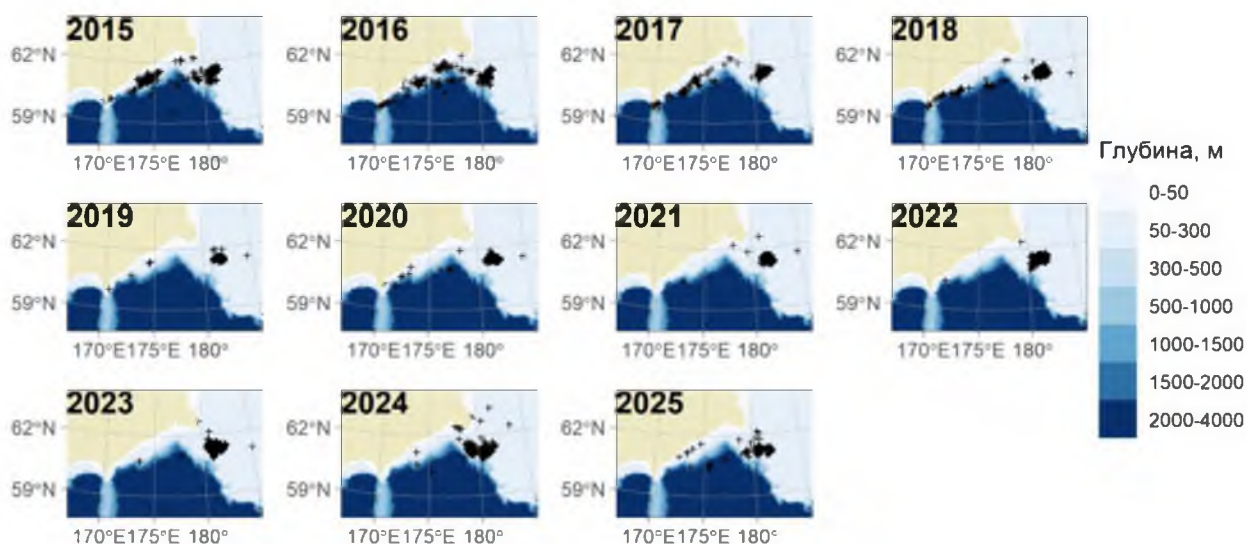 2015
2016
2017
2018
62°N
62°N
62°N
62°N
59°N
59°N
59°N
59°N
170°E175°E 180°
170°E175°E 180°
170°E175°E 180°
170°E175°E 180°
Глубина, м
0-50
50-300
300-500
500-1000
1000-1500
1500-2000
2000-4000
2019
2020
2021
2022
62°N
62°N
62°N
62°N
59°N
59°N
59°N
59°N
170°E175°E 180°
170°E175°E 180°
170°E175°E 180°
170°E175°E 180°
2023
2024
2025
62°N
62°N
62°N
59°N
59°N
59°N
170°E175°E 180°
170°E175°E 180°
170°E175°E 180°